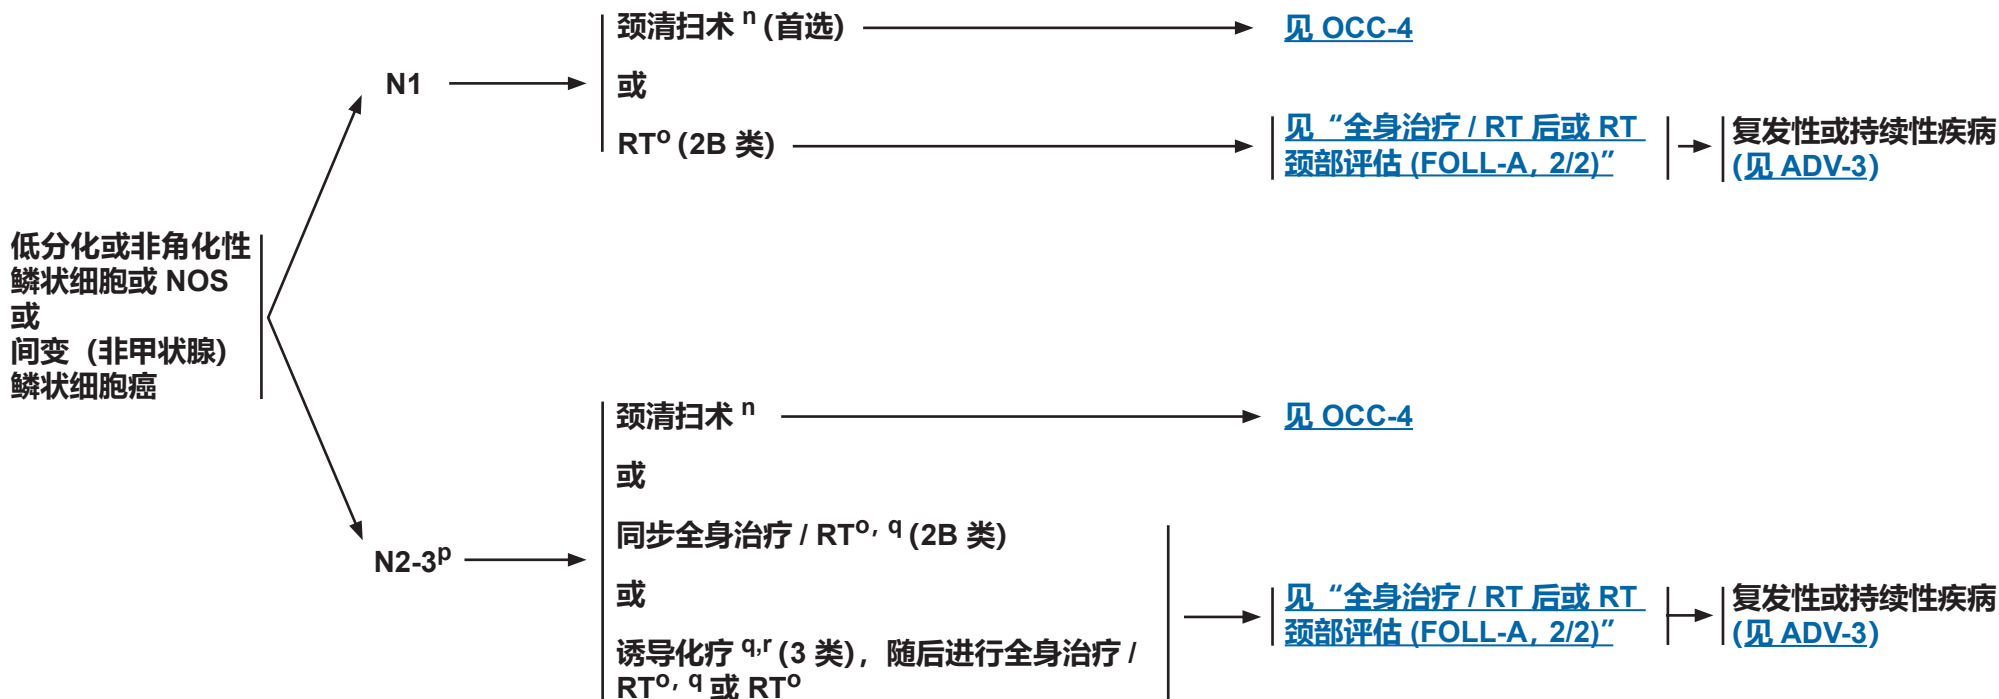 颈清扫术 n (首选)
见 OCC-4
N1
或
RTo (2B 类)
见“全身治疗 / RT 后或 RT
颈部评估 (FOLL-A, 2/2)”
复发性或持续性疾病
(见 ADV-3)
低分化或非角化性
鳞状细胞或 NOS
或
间变（非甲状腺）
鳞状细胞癌
颈清扫术 n
见 OCC-4
或
同步全身治疗 / RTo, q (2B 类)
N2-3p
或
诱导化疗 q,r (3 类)，随后进行全身治疗 /
RTo, q 或 RTo
见“全身治疗 / RT 后或 RT
颈部评估 (FOLL-A, 2/2)”
复发性或持续性疾病
(见 ADV-3)